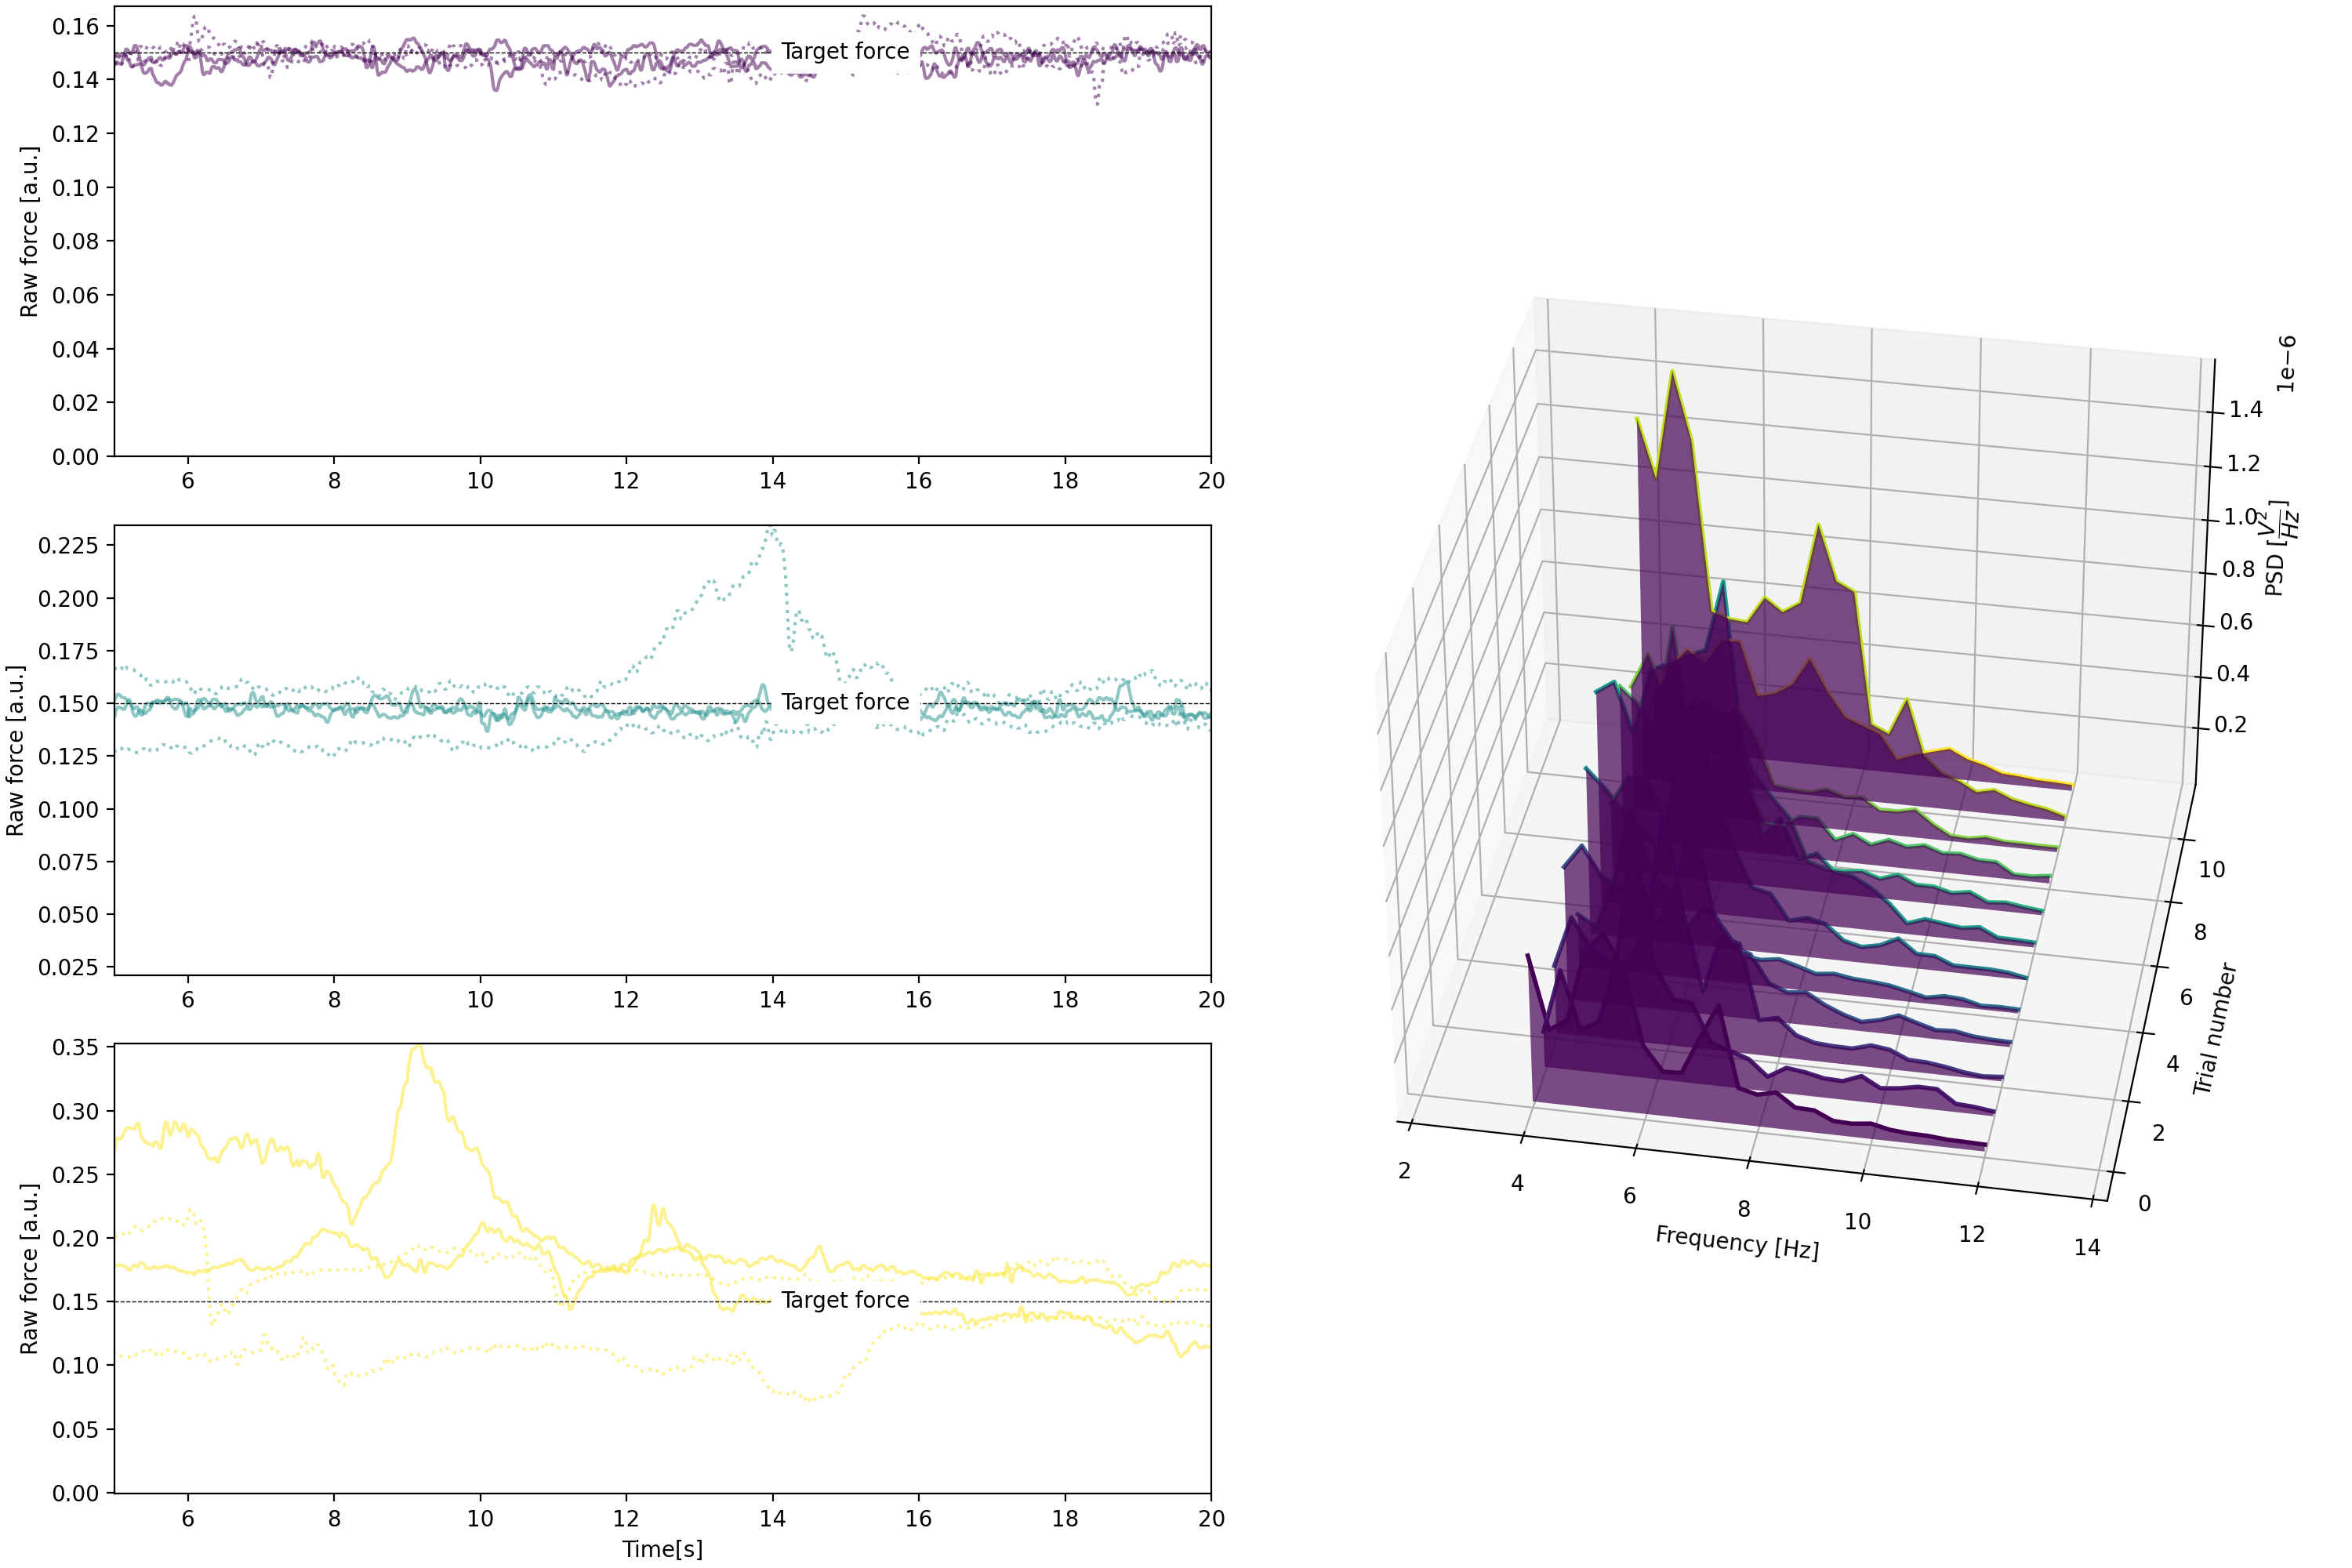 0.16
0.14
0.12
0.10
0.08
0.06
0.04
0.02
0.00
Raw force [a.u.]
Target force
6 8 10 12 14 16 18 20
0.225
0.200
0.175
0.150
0.125
0.100
0.075
0.050
0.025
Raw force [a.u.]
Target force
6 8 10 12 14 16 18 20
0.35
0.30
0.25
0.20
0.15
0.10
0.05
0.00
Raw force [a.u.]
Target force
6 8 10 12 14 16 18 20
Time[s]
1e−6
1.4
1.2
1.0
0.8
0.6
0.4
0.2
PSD [V²/Hz]
10
8
6
4
2
0
Trial number
2 4 6 8 10 12 14
Frequency [Hz]